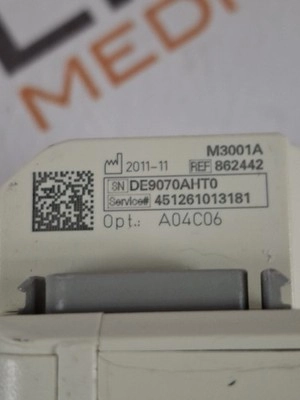 MEDI
M3001A
2011-11 REF 862442
SN DE9070AHT0
Service# 451261013181
Opt.: A04C06